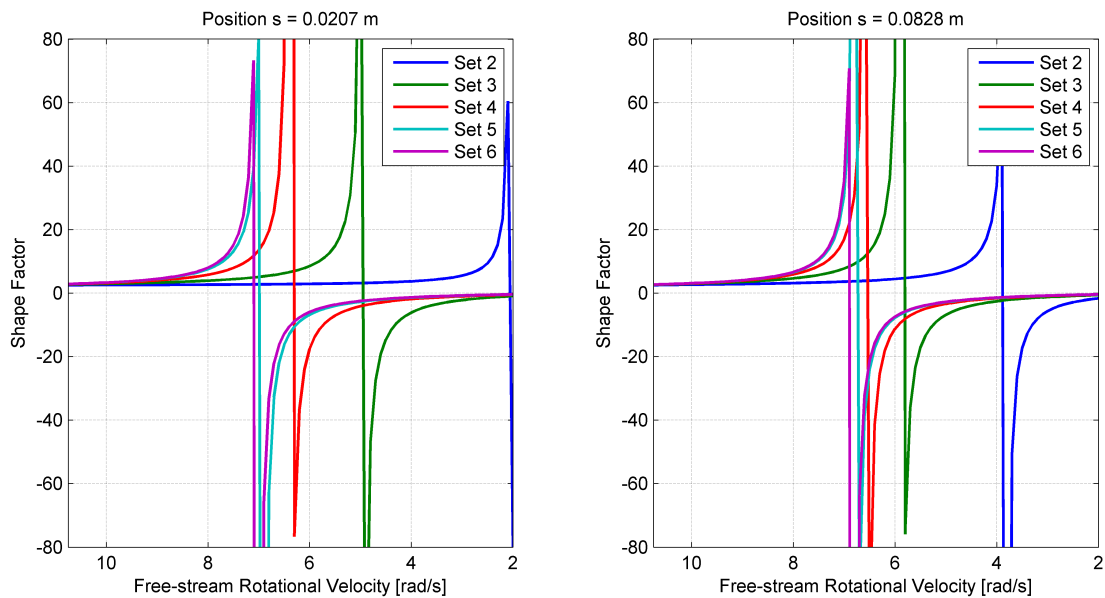 Position s = 0.0207 m
80
60
40
20
0
-20
-40
-60
-80
Shape Factor
10
8
6
4
2
Free-stream Rotational Velocity [rad/s]
Set 2
Set 3
Set 4
Set 5
Set 6
Position s = 0.0828 m
80
60
40
20
0
-20
-40
-60
-80
Shape Factor
10
8
6
4
2
Free-stream Rotational Velocity [rad/s]
Set 2
Set 3
Set 4
Set 5
Set 6